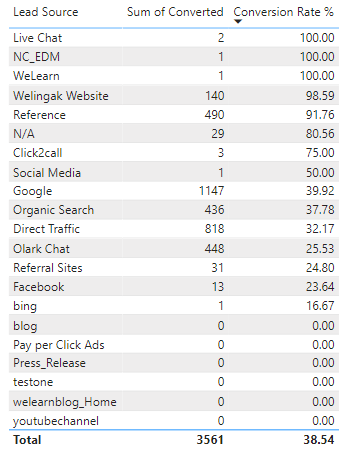 Lead Source Sum of Converted Conversion Rate %
Live Chat 2 100.00
NC_EDM 1 100.00
WeLearn 1 100.00
Welingak Website 140 98.59
Reference 490 91.76
N/A 29 80.56
Click2call 3 75.00
Social Media 1 50.00
Google 1147 39.92
Organic Search 436 37.78
Direct Traffic 818 32.17
Olark Chat 448 25.53
Referral Sites 31 24.80
Facebook 13 23.64
bing 1 16.67
blog 0 0.00
Pay per Click Ads 0 0.00
Press_Release 0 0.00
testone 0 0.00
welearnblog_Home 0 0.00
youtubechannel 0 0.00
Total 3561 38.54